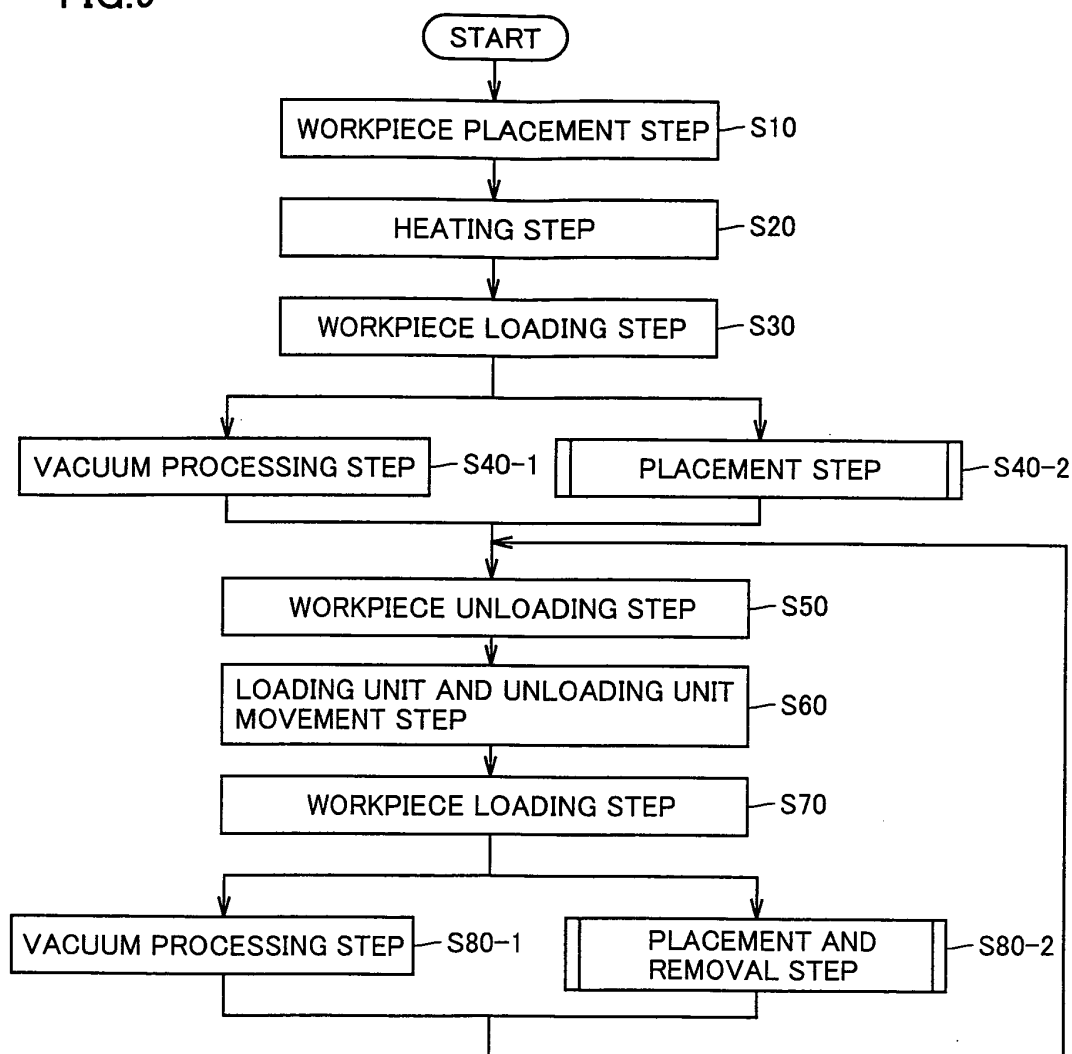 START
WORKPIECE PLACEMENT STEP S10
HEATING STEP S20
WORKPIECE LOADING STEP S30
VACUUM PROCESSING STEP S40-1 PLACEMENT STEP S40-2
WORKPIECE UNLOADING STEP S50
LOADING UNIT AND UNLOADING UNIT
MOVEMENT STEP S60
WORKPIECE LOADING STEP S70
VACUUM PROCESSING STEP S80-1
PLACEMENT AND
REMOVAL STEP S80-2